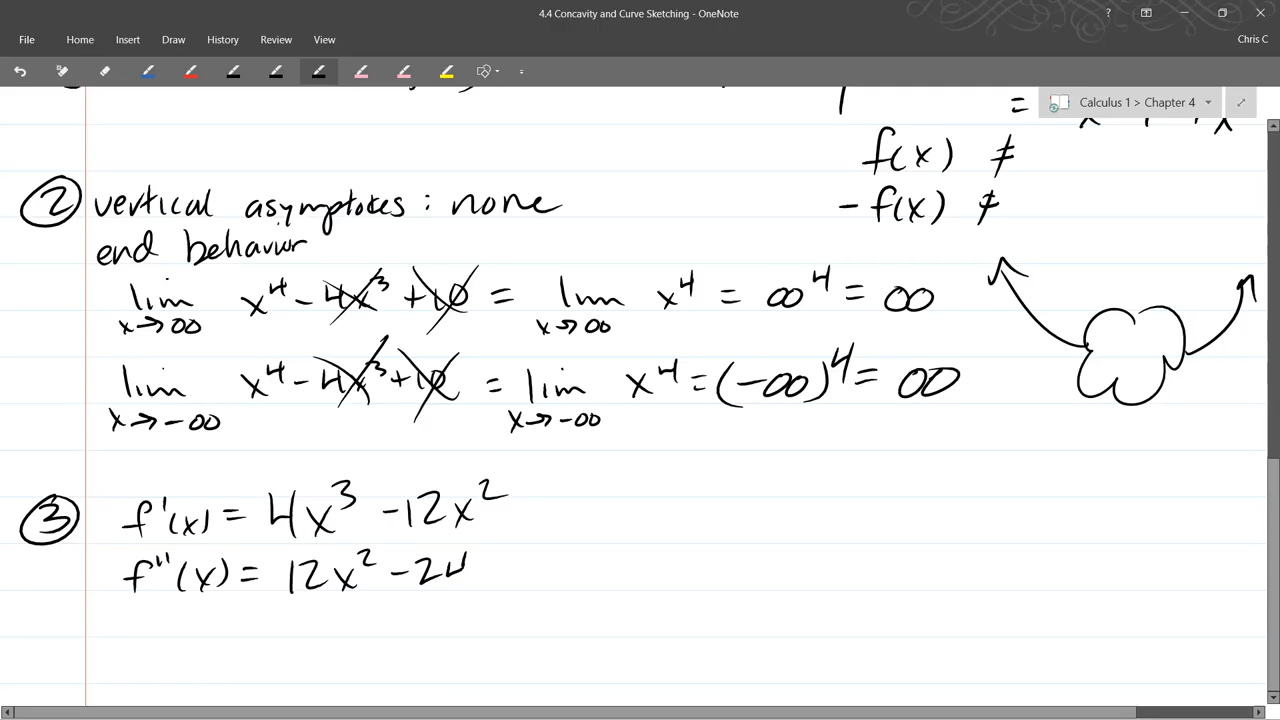 4.4 Concavity and Curve Sketching - OneNote
File Home Insert Draw History Review View
Chris C
Calculus 1 > Chapter 4
=
f(x) ≠
- f(x) ≠
② vertical asymptotes : none
end behavior
lim x→∞ x⁴ - 4x³ + 10 = lim x→∞ x⁴ = ∞⁴ = ∞
lim x→-∞ x⁴ - 4x³ + 10 = lim x→-∞ x⁴ = (-∞)⁴ = ∞
③ f'(x) = 4x³ - 12x²
f"(x) = 12x² - 24